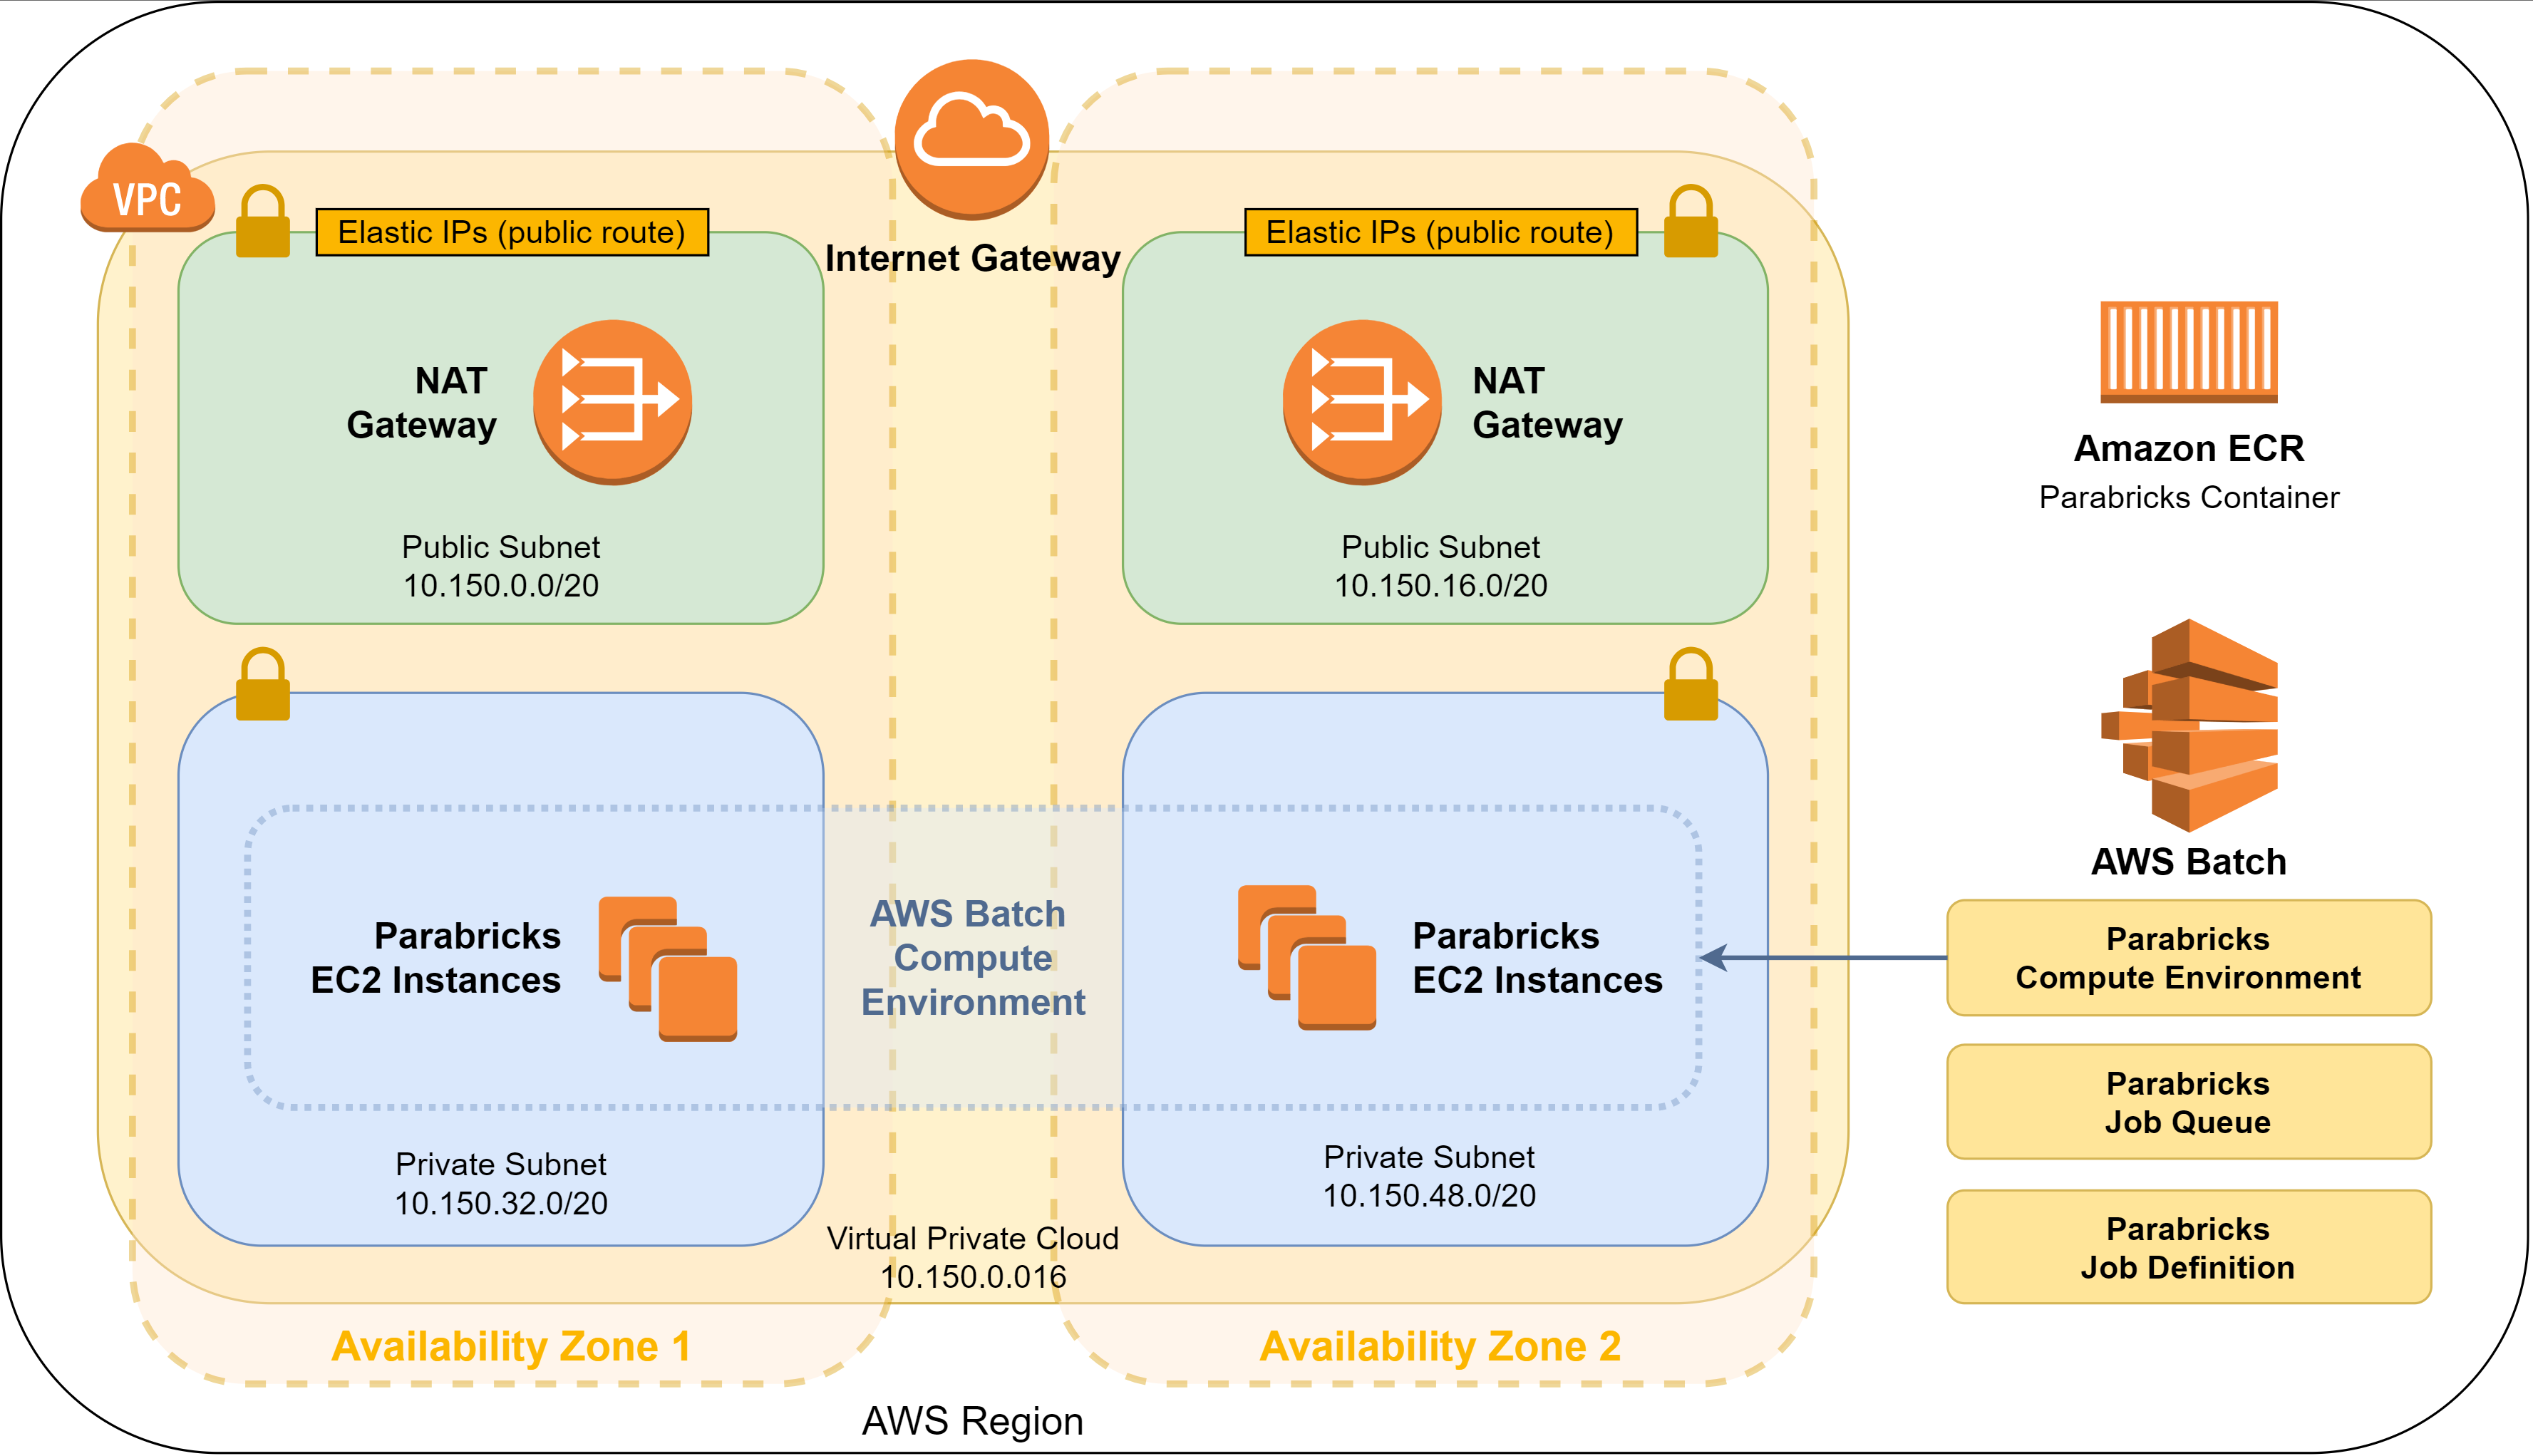 VPC
Elastic IPs (public route)
Internet Gateway
Elastic IPs (public route)
NAT
Gateway
NAT
Gateway
Public Subnet
10.150.0.0/20
Public Subnet
10.150.16.0/20
Amazon ECR
Parabricks Container
AWS Batch
Parabricks
EC2 Instances
AWS Batch
Compute
Environment
Parabricks
EC2 Instances
Parabricks
Compute Environment
Parabricks
Job Queue
Parabricks
Job Definition
Private Subnet
10.150.32.0/20
Private Subnet
10.150.48.0/20
Virtual Private Cloud
10.150.0.016
Availability Zone 1
Availability Zone 2
AWS Region